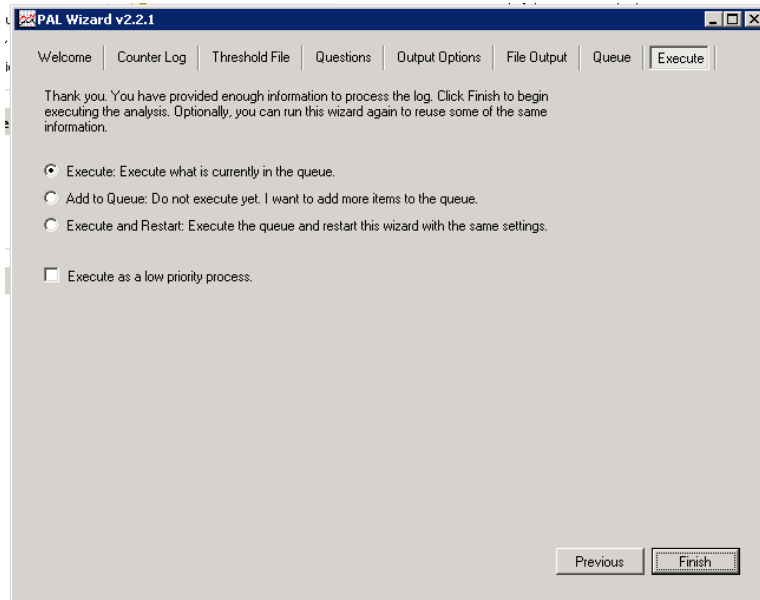 PAL Wizard v2.2.1
Welcome Counter Log Threshold File Questions Output Options File Output Queue Execute
Thank you. You have provided enough information to process the log. Click Finish to begin
executing the analysis. Optionally, you can run this wizard again to reuse some of the same
information.
Execute: Execute what is currently in the queue.
Add to Queue: Do not execute yet. I want to add more items to the queue.
Execute and Restart: Execute the queue and restart this wizard with the same settings.
Execute as a low priority process.
Previous Finish